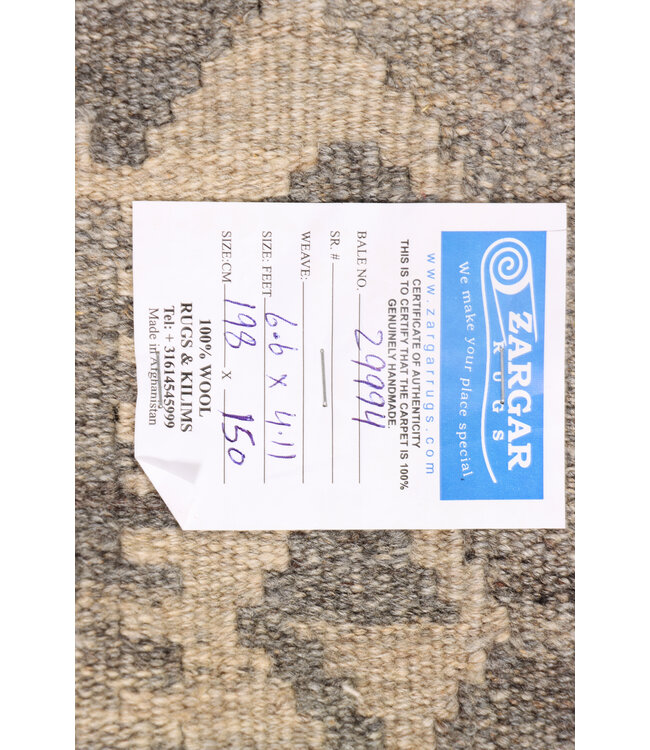 ZARGAR
RUGS
We make your place special.
www.zargarrugs.com
CERTIFICATE OF AUTHENTICITY
THIS IS TO CERTIFY THAT THE CARPET IS 100%
GENUINELY HANDMADE.
BALE NO. 29994
SR. #
WEAVE:
SIZE: FEET 6.6 x 4.11
SIZE:CM 198 X 150
100% WOOL
RUGS & KILIMS
Tel: + 31614545999
Made in Afghanistan